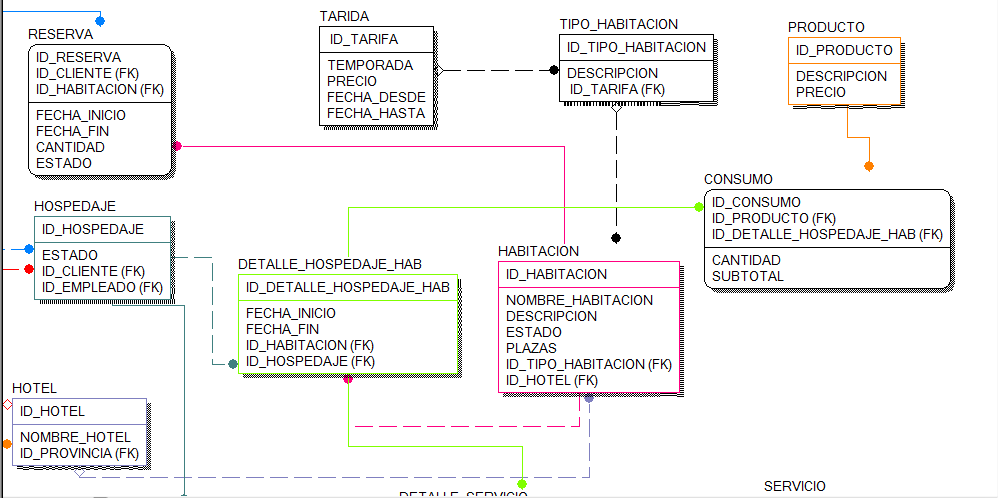 RESERVA
ID_RESERVA
ID_CLIENTE (FK)
ID_HABITACION (FK)
FECHA_INICIO
FECHA_FIN
CANTIDAD
ESTADO
TARIDA
ID_TARIFA
TEMPORADA
PRECIO
FECHA_DESDE
FECHA_HASTA
TIPO_HABITACION
ID_TIPO_HABITACION
DESCRIPCION
ID_TARIFA (FK)
PRODUCTO
ID_PRODUCTO
DESCRIPCION
PRECIO
CONSUMO
ID_CONSUMO
ID_PRODUCTO (FK)
ID_DETALLE_HOSPEDAJE_HAB (FK)
CANTIDAD
SUBTOTAL
HOSPEDAJE
ID_HOSPEDAJE
ESTADO
ID_CLIENTE (FK)
ID_EMPLEADO (FK)
DETALLE_HOSPEDAJE_HAB
ID_DETALLE_HOSPEDAJE_HAB
FECHA_INICIO
FECHA_FIN
ID_HABITACION (FK)
ID_HOSPEDAJE (FK)
HABITACION
ID_HABITACION
NOMBRE_HABITACION
DESCRIPCION
ESTADO
PLAZAS
ID_TIPO_HABITACION (FK)
ID_HOTEL (FK)
HOTEL
ID_HOTEL
NOMBRE_HOTEL
ID_PROVINCIA (FK)
DETALLE_SERVICIO
SERVICIO